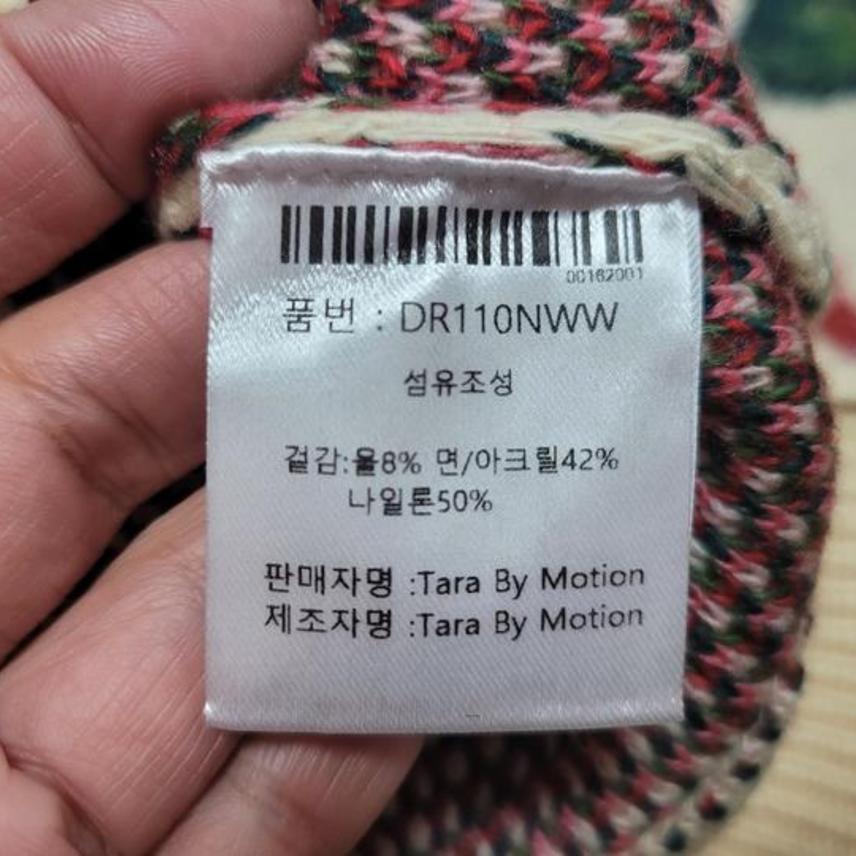 00162001
품번 : DR110NWW
섬유조성
겉감:울8% 면/아크릴42%
나일론50%
판매자명 :Tara By Motion
제조자명 :Tara By Motion